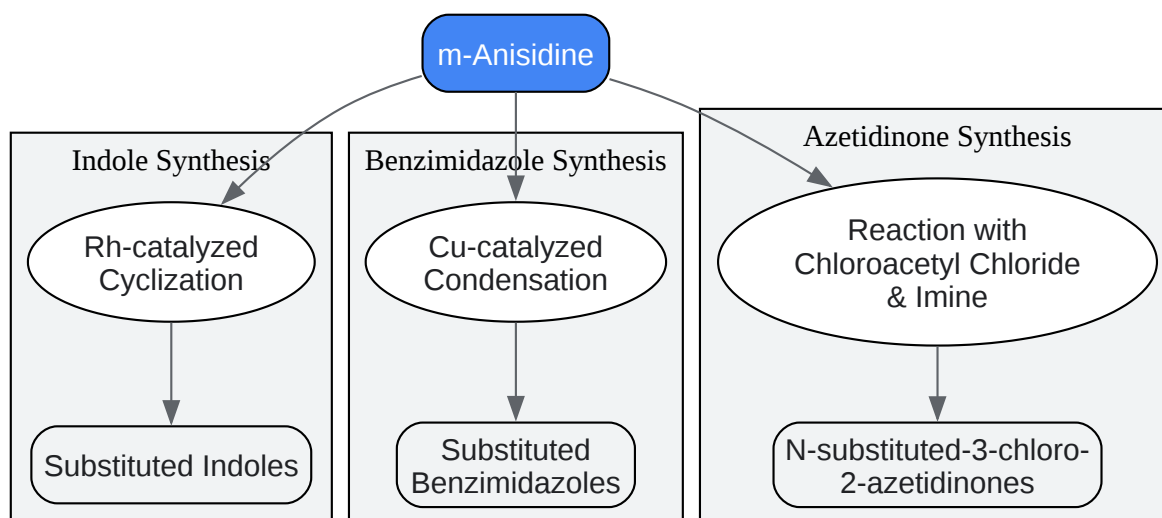 m-Anisidine
Indole Synthesis
Benzimidazole Synthesis
Azetidinone Synthesis
Rh-catalyzed
Cyclization
Cu-catalyzed
Condensation
Reaction with
Chloroacetyl Chloride
& Imine
Substituted Indoles
Substituted
Benzimidazoles
N-substituted-3-chloro-
2-azetidinones